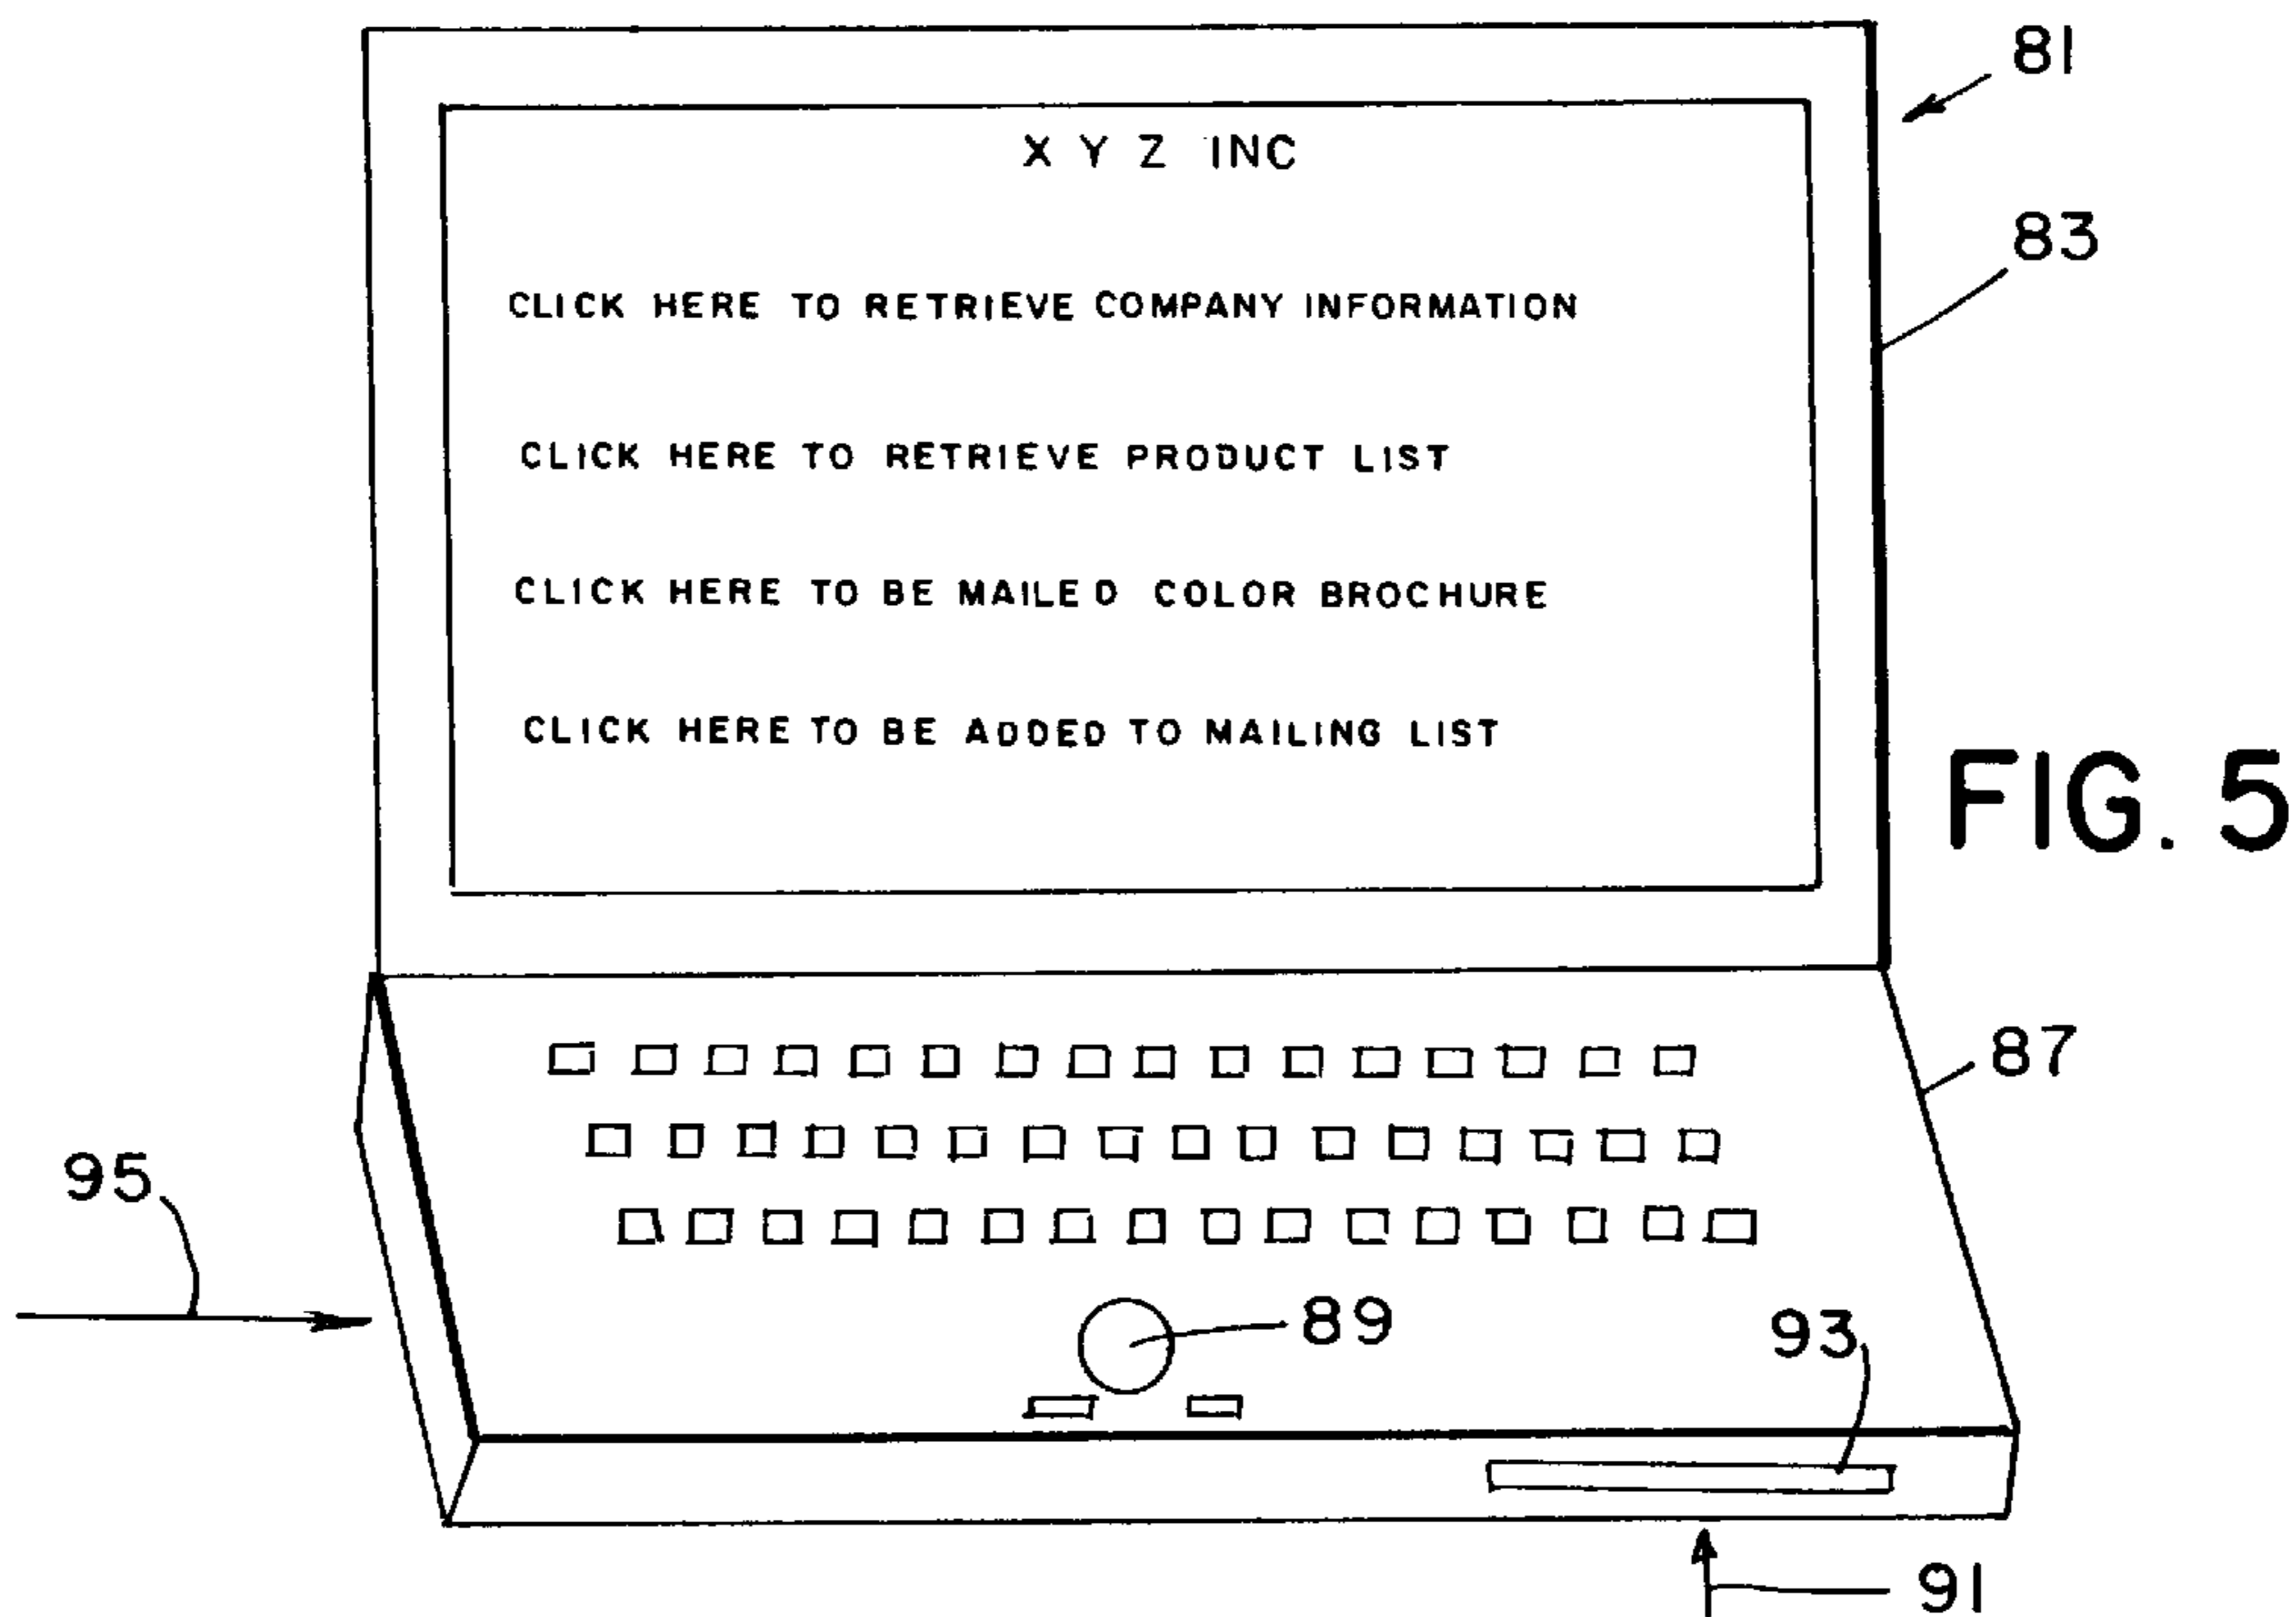 81
X Y Z INC
83
CLICK HERE TO RETRIEVE COMPANY INFORMATION
CLICK HERE TO RETRIEVE PRODUCT LIST
CLICK HERE TO BE MAILED COLOR BROCHURE
CLICK HERE TO BE ADDED TO MAILING LIST
FIG. 5
87
95
89
93
91